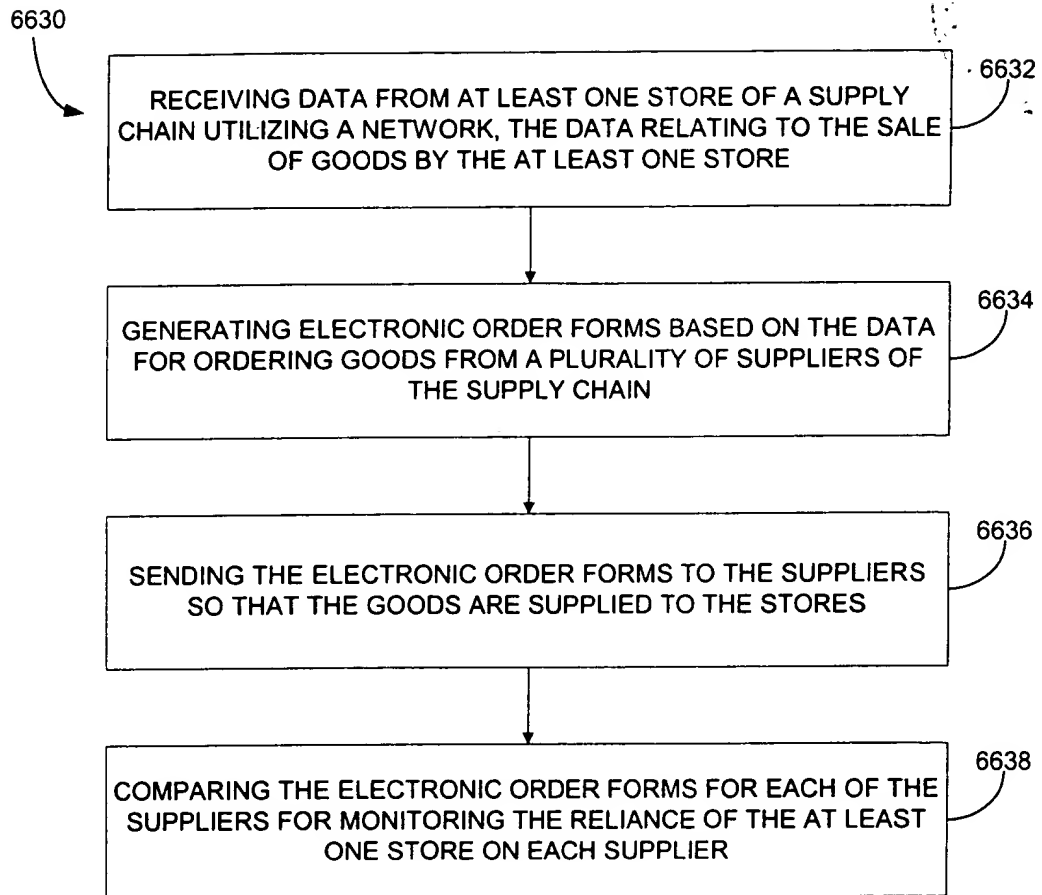 6630
6632
RECEIVING DATA FROM AT LEAST ONE STORE OF A SUPPLY
CHAIN UTILIZING A NETWORK, THE DATA RELATING TO THE SALE
OF GOODS BY THE AT LEAST ONE STORE
6634
GENERATING ELECTRONIC ORDER FORMS BASED ON THE DATA
FOR ORDERING GOODS FROM A PLURALITY OF SUPPLIERS OF
THE SUPPLY CHAIN
6636
SENDING THE ELECTRONIC ORDER FORMS TO THE SUPPLIERS
SO THAT THE GOODS ARE SUPPLIED TO THE STORES
6638
COMPARING THE ELECTRONIC ORDER FORMS FOR EACH OF THE
SUPPLIERS FOR MONITORING THE RELIANCE OF THE AT LEAST
ONE STORE ON EACH SUPPLIER